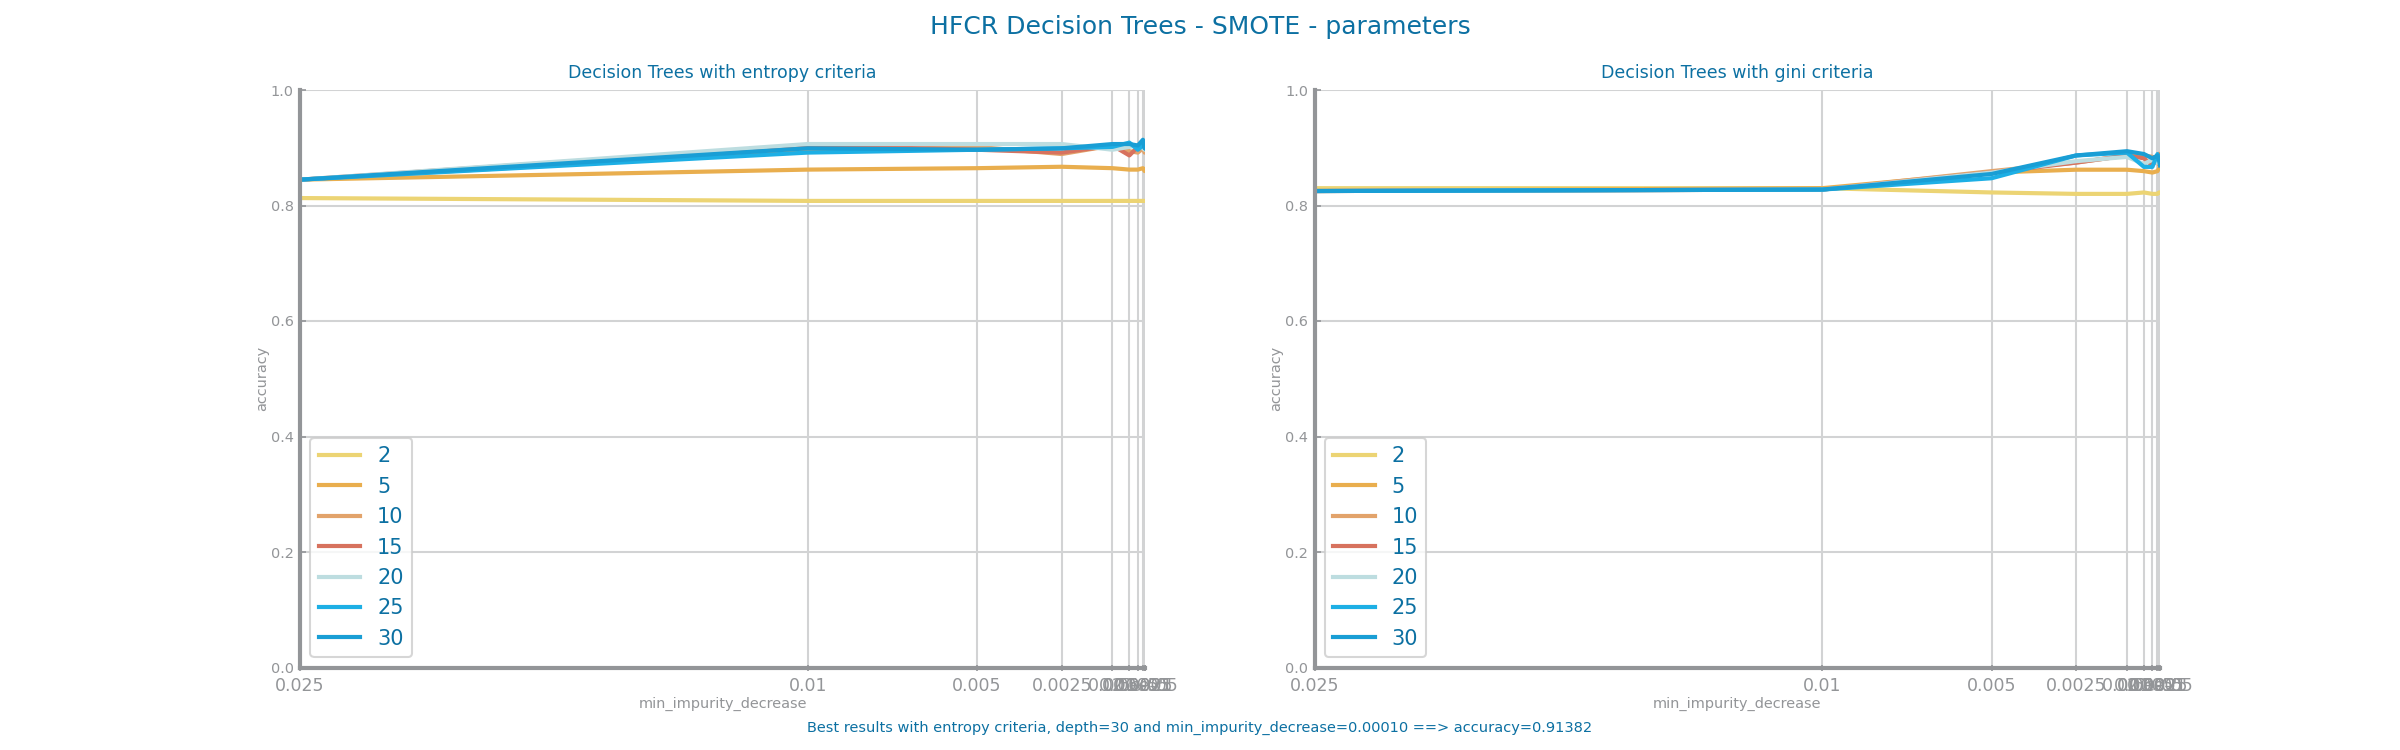 HFCR Decision Trees - SMOTE - parameters
Decision Trees with entropy criteria
1.0
0.8
0.6
0.4
0.2
0.0
accuracy
2
5
10
15
20
25
30
0.025 0.01 0.005 0.0025
min_impurity_decrease
Decision Trees with gini criteria
1.0
0.8
0.6
0.4
0.2
0.0
accuracy
2
5
10
15
20
25
30
0.025 0.01 0.005 0.0025
min_impurity_decrease
Best results with entropy criteria, depth=30 and min_impurity_decrease=0.00010 ==> accuracy=0.91382